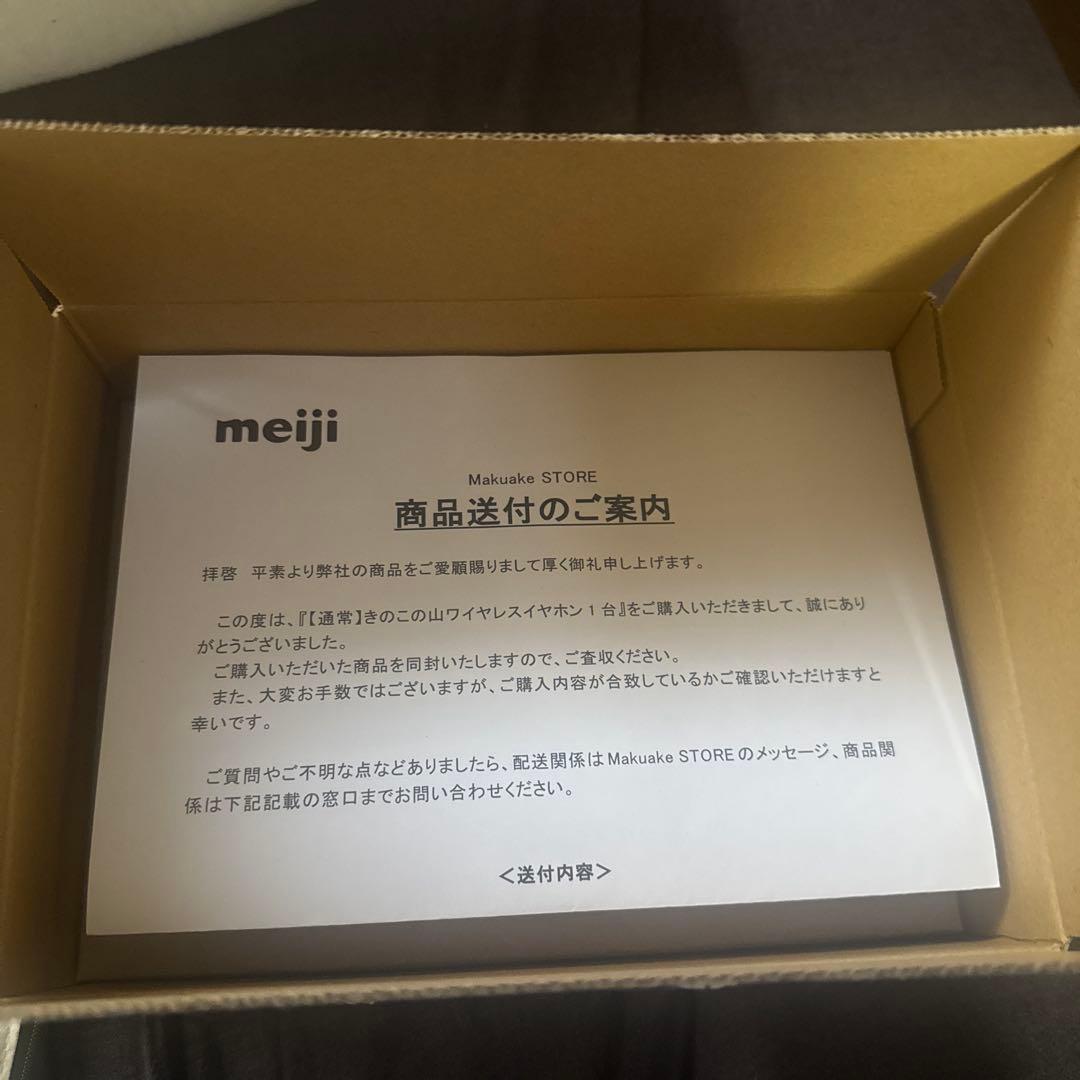 meiji
Makuake STORE
商品送付のご案内
拝啓　平素より弊社の商品をご愛顧賜りまして厚く御礼申し上げます。
この度は、『【通常】きのこの山ワイヤレスイヤホン1台』をご購入いただきまして、誠にあり
がとうございました。
ご購入いただいた商品を同封いたしますので、ご査収ください。
また、大変お手数ではございますが、ご購入内容が合致しているかご確認いただけますと
幸いです。
ご質問やご不明な点などありましたら、配送関係はMakuake STOREのメッセージ、商品関
係は下記記載の窓口までお問い合わせください。
＜送付内容＞